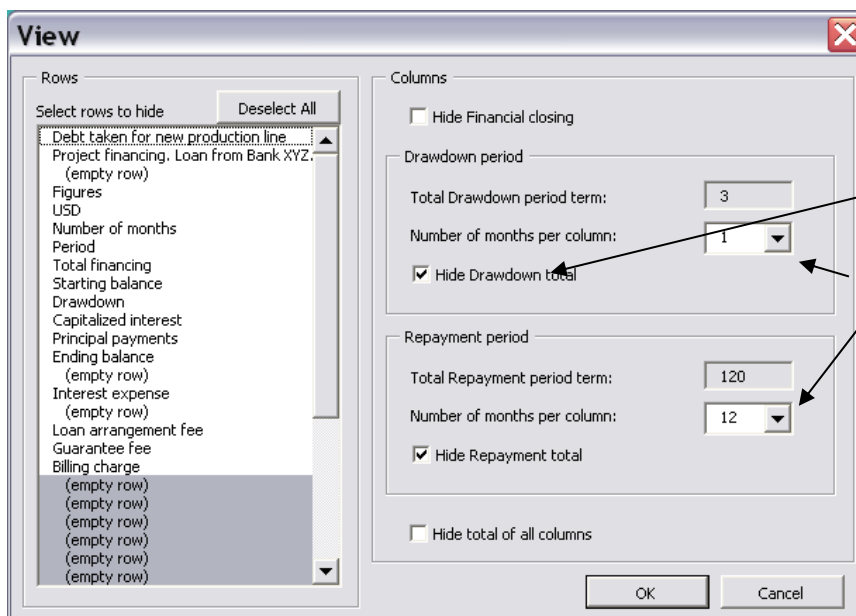 View
Rows
Select rows to hide
Deselect All
Debt taken for new production line
Project financing. Loan from Bank XYZ.
(empty row)
Figures
USD
Number of months
Period
Total financing
Starting balance
Drawdown
Capitalized interest
Principal payments
Ending balance
(empty row)
Interest expense
(empty row)
Loan arrangement fee
Guarantee fee
Billing charge
(empty row)
(empty row)
(empty row)
(empty row)
(empty row)
(empty row)
Columns
Hide Financial closing
Drawdown period
Total Drawdown period term: 3
Number of months per column: 1
Hide Drawdown total
Repayment period
Total Repayment period term: 120
Number of months per column: 12
Hide Repayment total
Hide total of all columns
OK Cancel